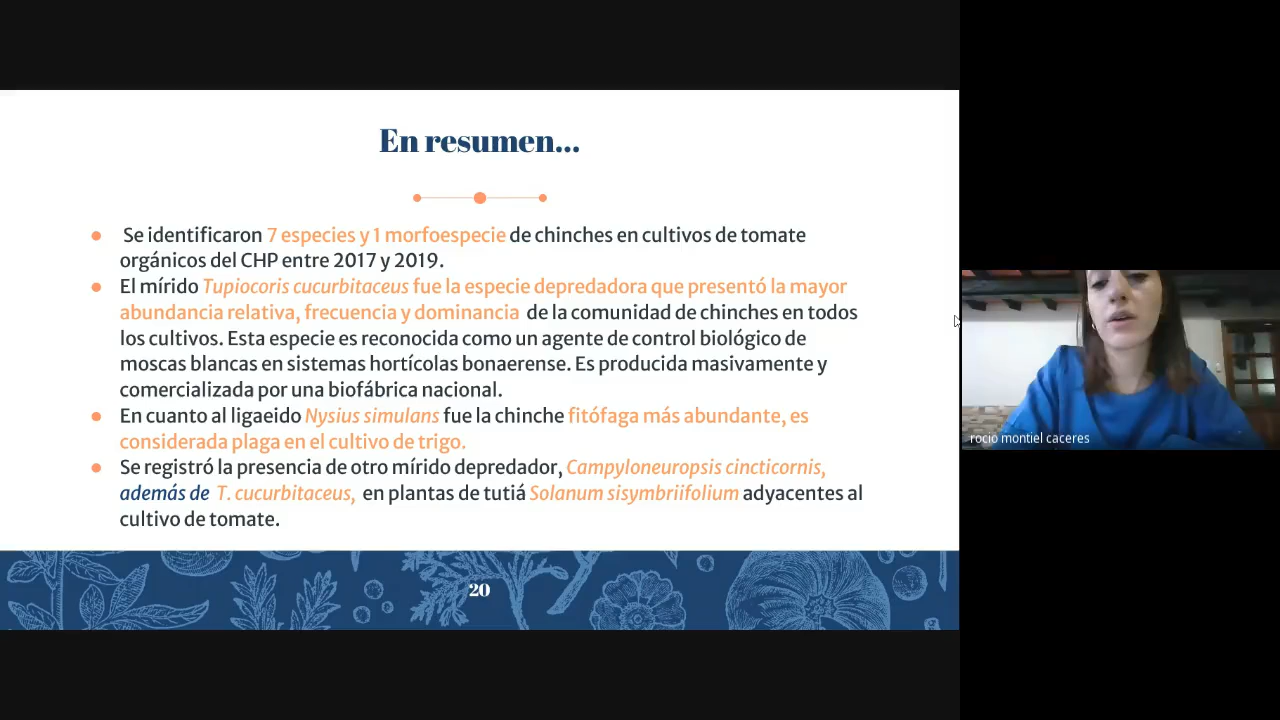 En resumen...
Se identificaron 7 especies y 1 morfoespecie de chinches en cultivos de tomate
orgánicos del CHP entre 2017 y 2019.
El mírido Tupiocoris cucurbitaceus fue la especie depredadora que presentó la mayor
abundancia relativa, frecuencia y dominancia de la comunidad de chinches en todos
los cultivos. Esta especie es reconocida como un agente de control biológico de
moscas blancas en sistemas hortícolas bonaerense. Es producida masivamente y
comercializada por una biofábrica nacional.
En cuanto al ligaeido Nysius simulans fue la chinche fitófaga más abundante, es
considerada plaga en el cultivo de trigo.
Se registró la presencia de otro mírido depredador, Campyloneuropsis cincticornis,
además de T. cucurbitaceus, en plantas de tutiá Solanum sisymbriifolium adyacentes al
cultivo de tomate.
20
rocio montiel caceres